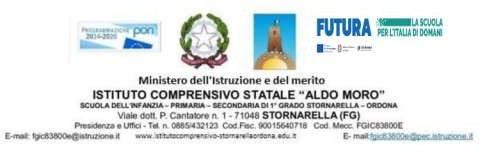 PROGRAMMAZIONE pon
2014-2020
FUTURA LA SCUOLA
PER L'ITALIA DI DOMANI
Ministero dell'Istruzione e del merito
ISTITUTO COMPRENSIVO STATALE “ALDO MORO”
SCUOLA DELL'INFANZIA – PRIMARIA – SECONDARIA DI 1° GRADO STORNARELLA – ORDONA
Viale dott. P. Cantatore n. 1 - 71048 STORNARELLA (FG)
Presidenza e Uffici - Tel. n. 0885/432123 Cod.Fisc. 90015640718 Cod. Mecc. FGIC83800E
E-mail: fgic83800e@istruzione.it www.istitutocomprensivo-stornarellaordona.edu.it E- mail:fgic83800e@pec.istruzione.it